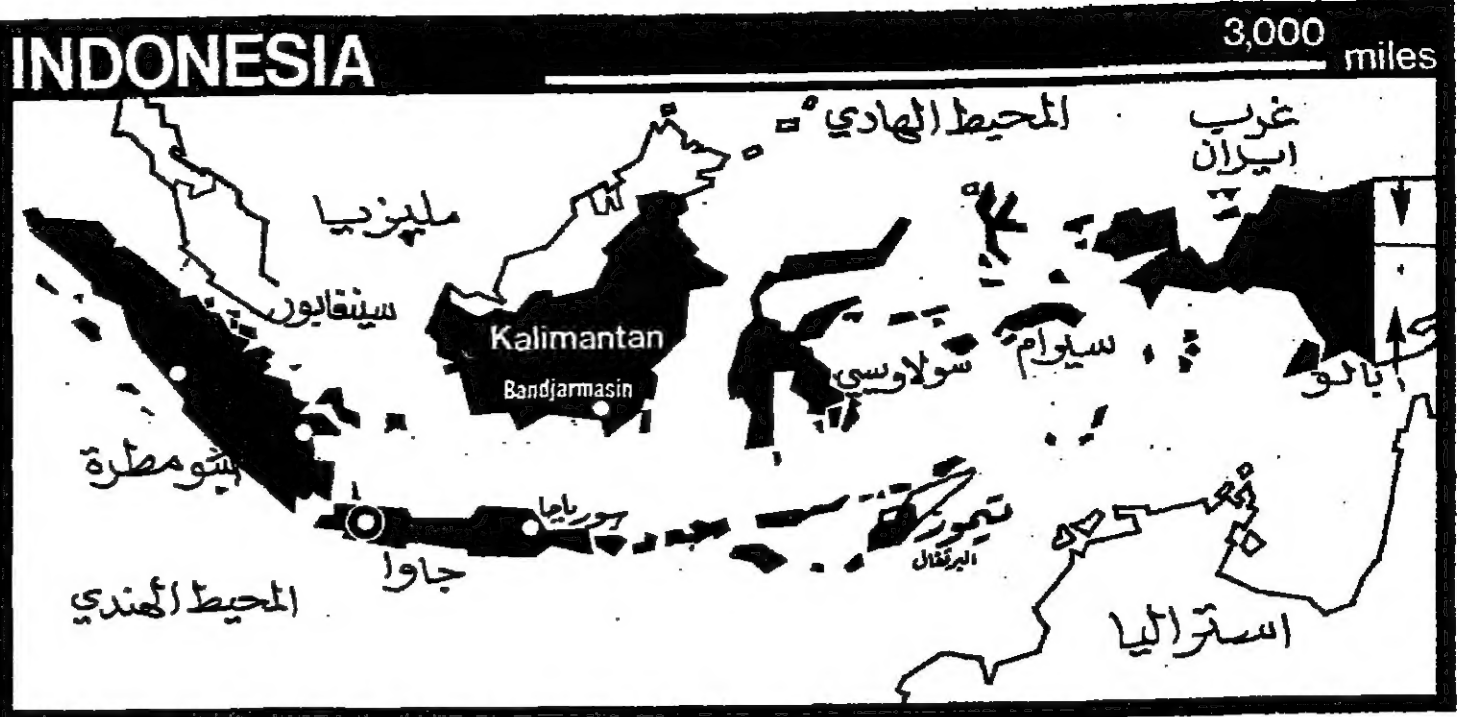 INDONESIA
3,000 miles
المحيط الهادي
غرب
ايران
مليزيا
سينغابور
Kalimantan
Bandjarmasin
سولاوسي
سيرام
بالو
سومطرة
سورباجا
جاوا
تيمور
البرتغال
المحيط الهندي
استراليا